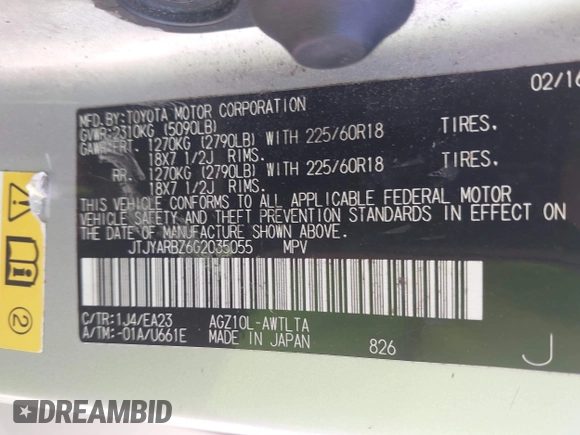 02/16
MFD.BY:TOYOTA MOTOR CORPORATION
GVWR:2310KG (5090LB)
GAWR:FRT. 1270KG (2790LB) WITH 225/60R18 TIRES,
18X7 1/2J RIMS.
RR. 1270KG (2790LB) WITH 225/60R18 TIRES,
18X7 1/2J RIMS.
THIS VEHICLE CONFORMS TO ALL APPLICABLE FEDERAL MOTOR
VEHICLE SAFETY AND THEFT PREVENTION STANDARDS IN EFFECT ON
THE DATE OF MANUFACTURE SHOWN ABOVE.
JTJYARBZ6G2035055 MPV
C/TR:1J4/EA23 AGZ10L-AWTLTA
A/TM:-01A/U661E MADE IN JAPAN 826 J
2
DREAMBID